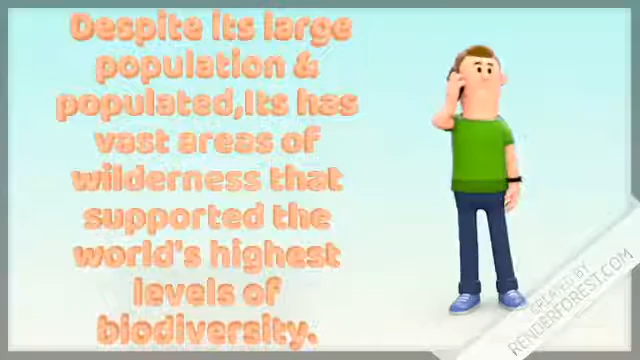 Despite its large
population &
populated,Its has
vast areas of
wilderness that
supported the
world's highest
levels of
biodiversity.
CREATED BY
RENDERFOREST.COM